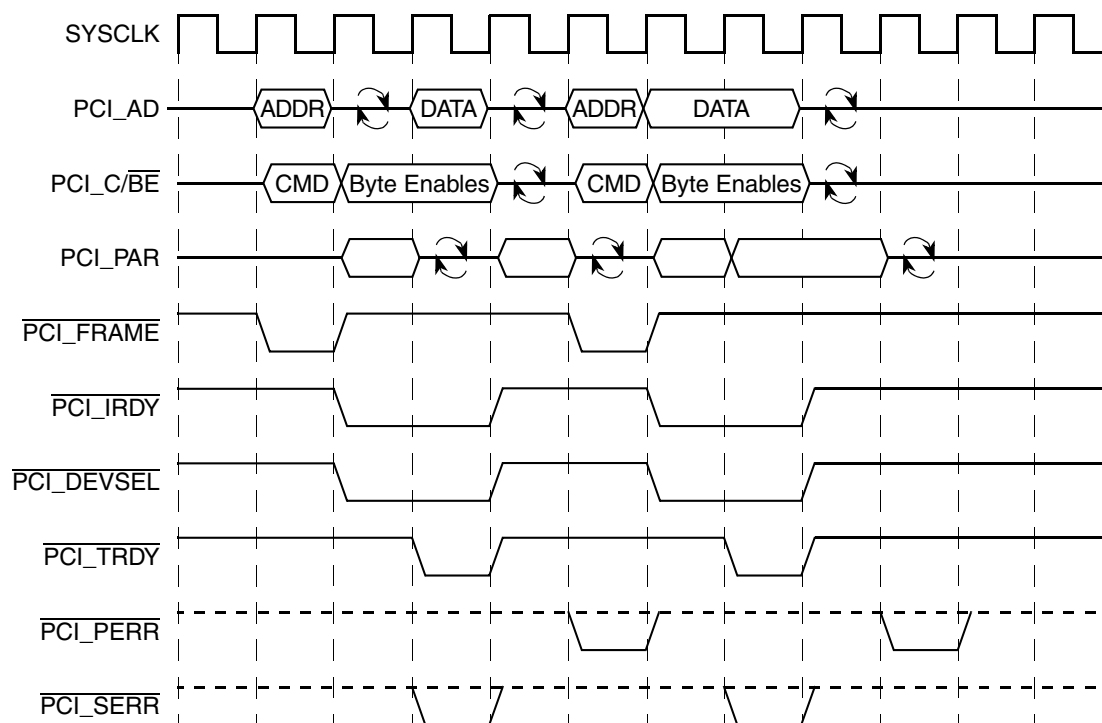 SYSCLK
PCI_AD ADDR DATA ADDR DATA
PCI_C/BE CMD Byte Enables CMD Byte Enables
PCI_PAR
PCI_FRAME
PCI_IRDY
PCI_DEVSEL
PCI_TRDY
PCI_PERR
PCI_SERR